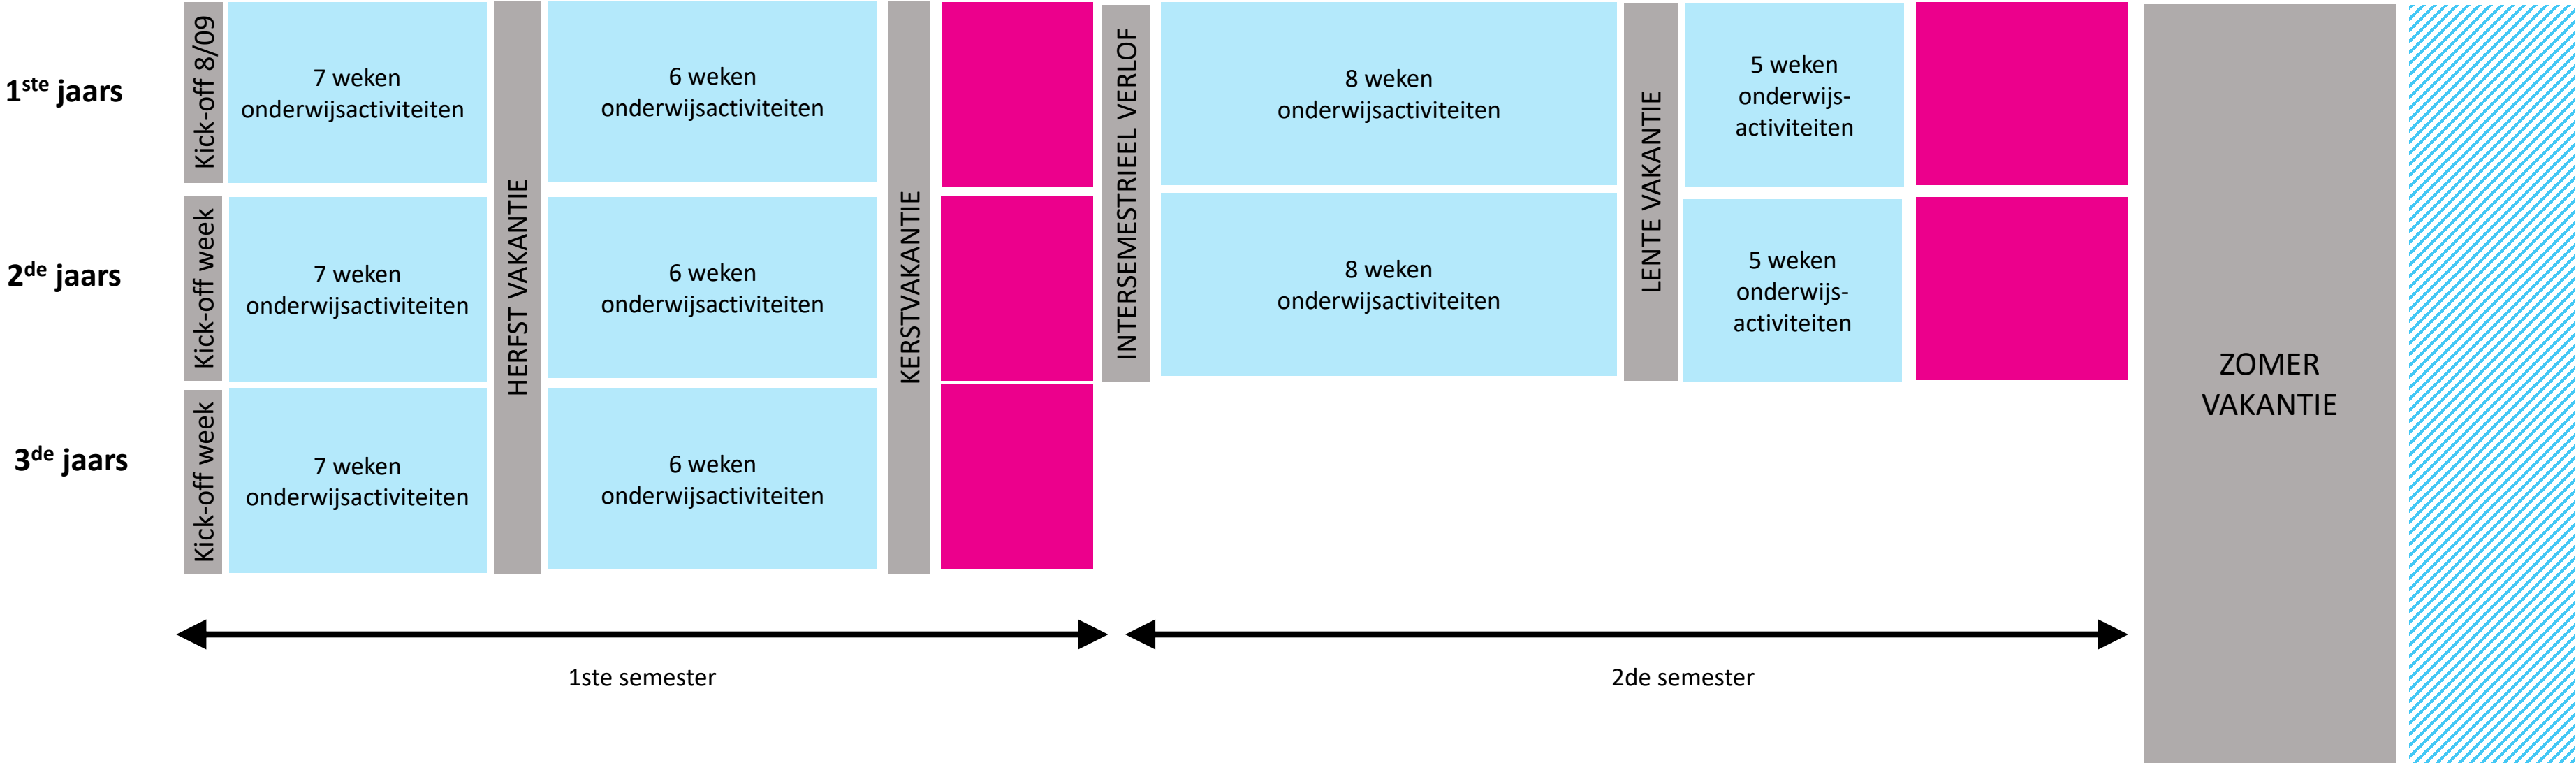 1ste jaars
Kick-off 8/09
7 weken
onderwijsactiviteiten
HERFST VAKANTIE
6 weken
onderwijsactiviteiten
KERSTVAKANTIE
INTERSEMESTRIEEL VERLOF
8 weken
onderwijsactiviteiten
LENTE VAKANTIE
5 weken
onderwijs-
activiteiten
2de jaars
Kick-off week
7 weken
onderwijsactiviteiten
6 weken
onderwijsactiviteiten
8 weken
onderwijsactiviteiten
5 weken
onderwijs-
activiteiten
ZOMER
VAKANTIE
3de jaars
Kick-off week
7 weken
onderwijsactiviteiten
6 weken
onderwijsactiviteiten
1ste semester
2de semester